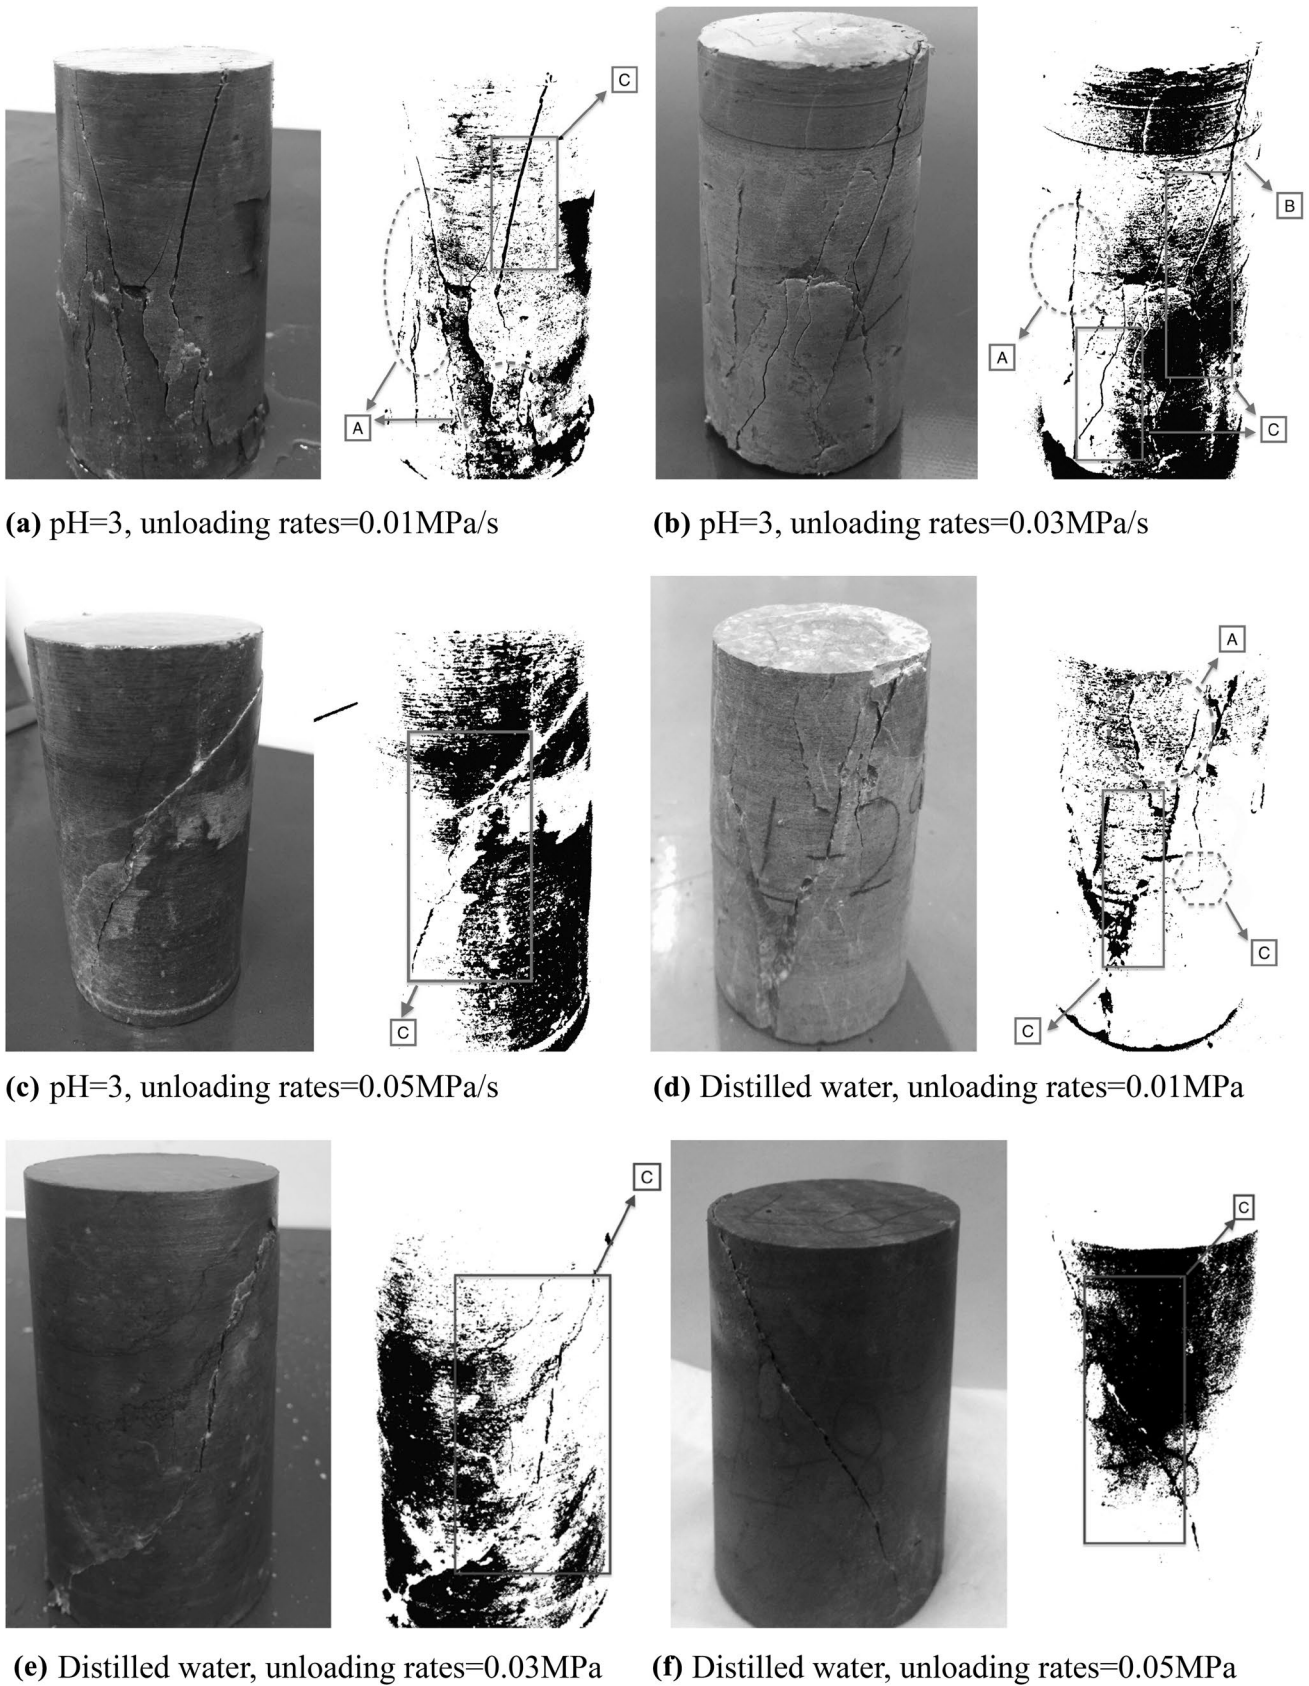 C
A
B
A
C
(a) pH=3, unloading rates=0.01MPa/s
(b) pH=3, unloading rates=0.03MPa/s
A
C
C
C
(c) pH=3, unloading rates=0.05MPa/s
(d) Distilled water, unloading rates=0.01MPa
C
C
(e) Distilled water, unloading rates=0.03MPa
(f) Distilled water, unloading rates=0.05MPa